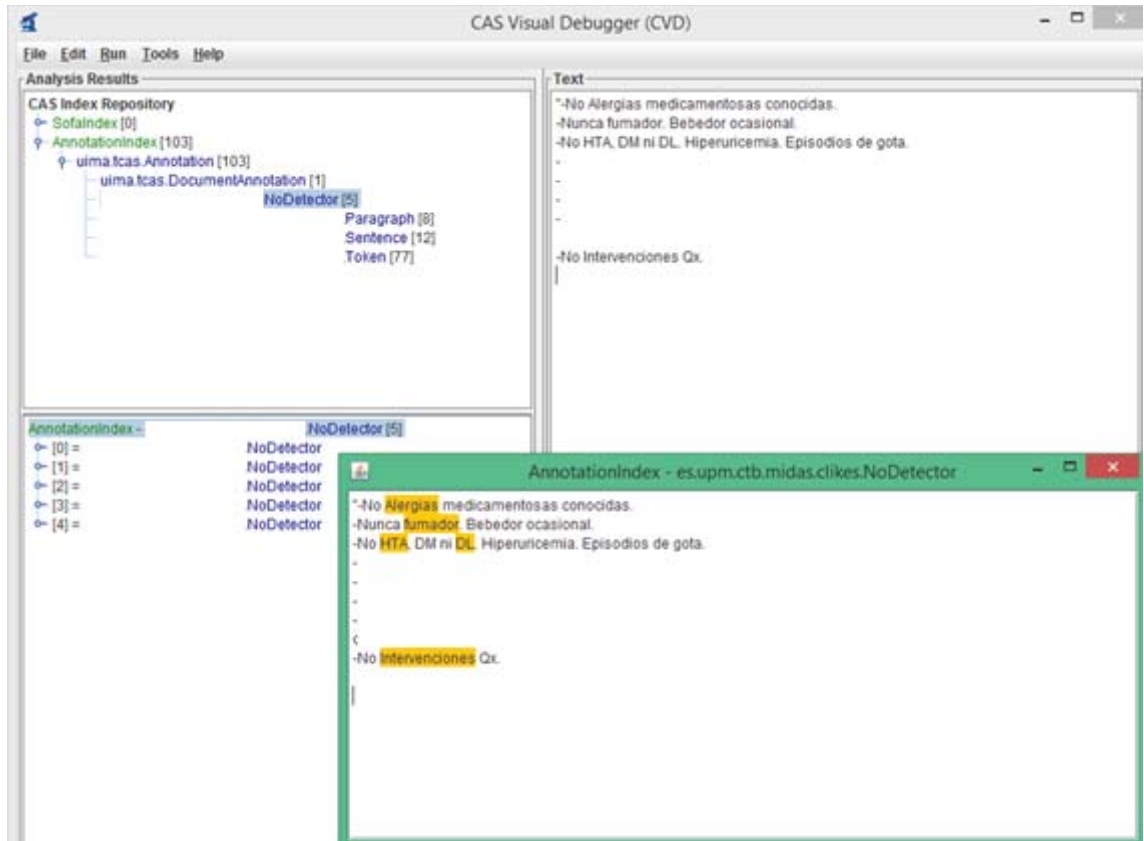 CAS Visual Debugger (CVD)
File Edit Run Tools Help
Analysis Results
CAS Index Repository
SofaIndex [0]
AnnotationIndex [103]
uima.tcas.Annotation [103]
uima.tcas.DocumentAnnotation [1]
NoDetector [5]
Paragraph [8]
Sentence [12]
Token [77]
Text
"-No Alergias medicamentosas conocidas.
-Nunca fumador. Bebedor ocasional.
-No HTA, DM ni DL. Hiperuricemia. Episodios de gota.
-
-
-
-
-No Intervenciones Qx.
AnnotationIndex - NoDetector [5]
[0] = NoDetector
[1] = NoDetector
[2] = NoDetector
[3] = NoDetector
[4] = NoDetector
AnnotationIndex - es.upm.ctb.midas.clikes.NoDetector
"-No Alergias medicamentosas conocidas.
-Nunca fumador. Bebedor ocasional.
-No HTA, DM ni DL. Hiperuricemia. Episodios de gota.
-
-
-
-
-No Intervenciones Qx.